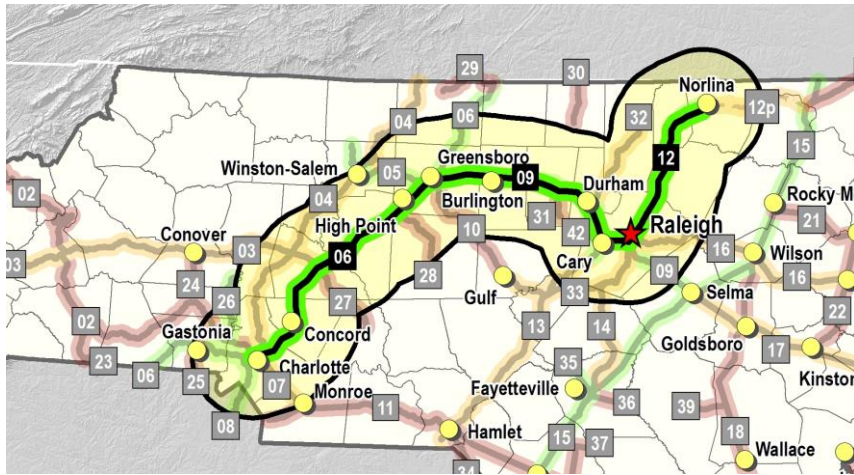 29
30
Norlina
32
12p
04
06
15
12
Winston-Salem
05
Greensboro
09
02
04
Burlington
Durham
Rocky M
High Point
31
Raleigh
21
Conover
03
10
42
Cary
16
Wilson
03
06
28
09
16
24
26
27
Gulf
33
Selma
22
02
Concord
13
14
Goldsboro
Gastonia
23
06
Charlotte
35
17
Kinston
25
07
Monroe
Fayetteville
36
39
08
11
Hamlet
15
37
18
Wallace
34